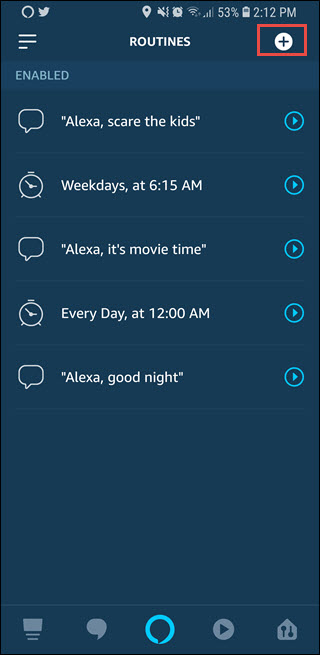 53% 2:12 PM
ROUTINES
ENABLED
"Alexa, scare the kids"
Weekdays, at 6:15 AM
"Alexa, it's movie time"
Every Day, at 12:00 AM
"Alexa, good night"